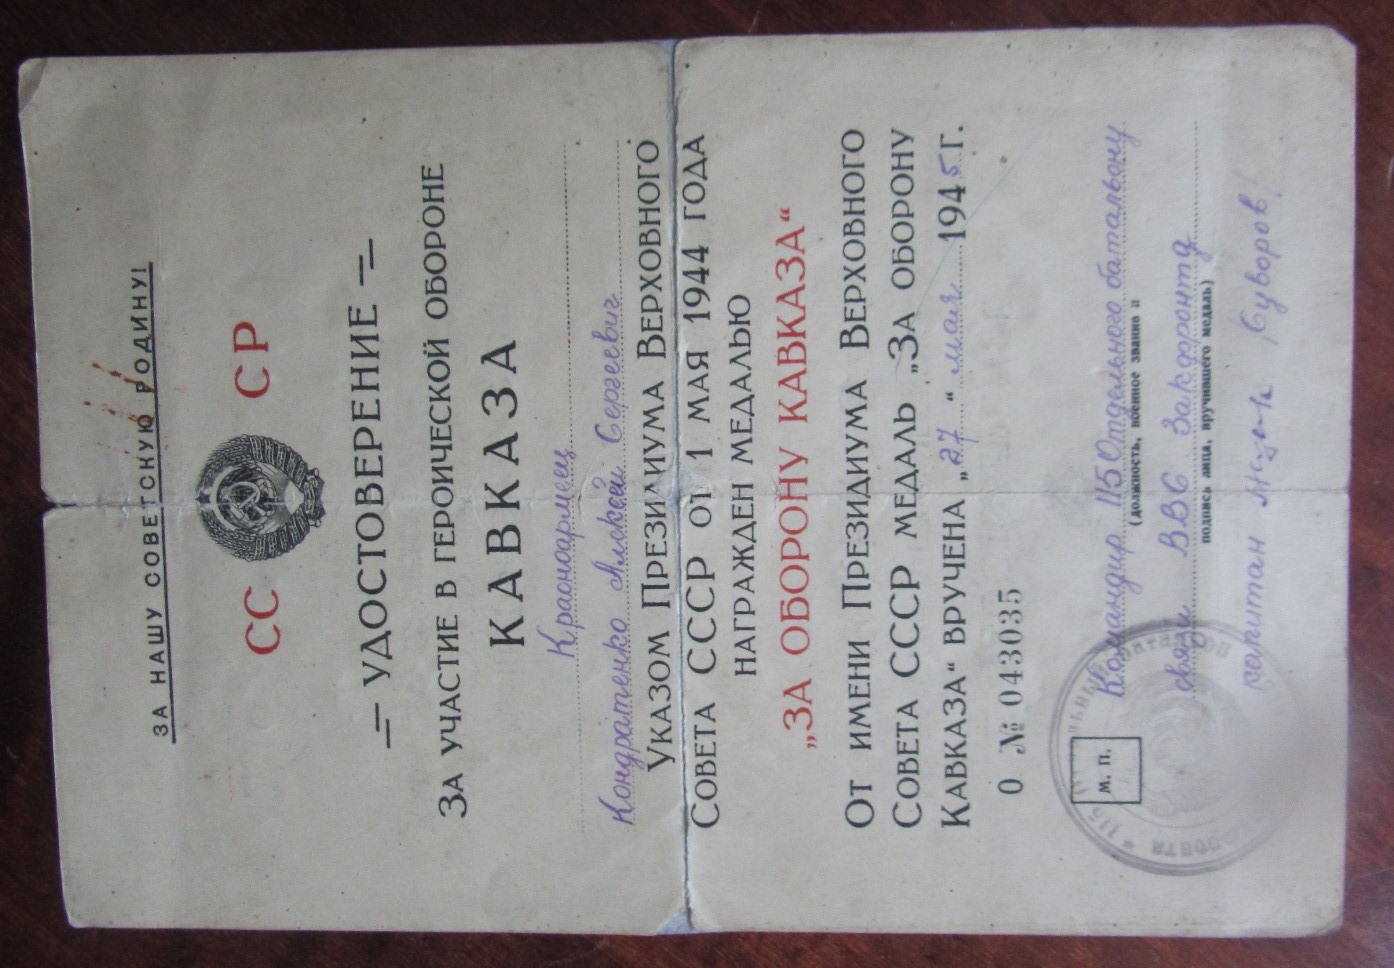 ЗА НАШУ СОВЕТСКУЮ РОДИНУ!
СС СР
УДОСТОВЕРЕНИЕ
ЗА УЧАСТИЕ В ГЕРОИЧЕСКОЙ ОБОРОНЕ
КАВКАЗА
Красноармеец
Кондратенко Алексей Сергеевич
УКАЗОМ ПРЕЗИДИУМА ВЕРХОВНОГО
СОВЕТА СССР ОТ 1 МАЯ 1944 ГОДА
НАГРАЖДЕН МЕДАЛЬЮ
„ЗА ОБОРОНУ КАВКАЗА“
ОТ ИМЕНИ ПРЕЗИДИУМА ВЕРХОВНОГО
СОВЕТА СССР МЕДАЛЬ „ЗА ОБОРОНУ
КАВКАЗА“ ВРУЧЕНА „27“ мая 1945 Г.
О № 043035
Командир 115 Отдельного батальону
(должность, военное звание и
связи ВВС Закфронта
подпись лица, вручившего медаль)
М. П.
капитан Суворов